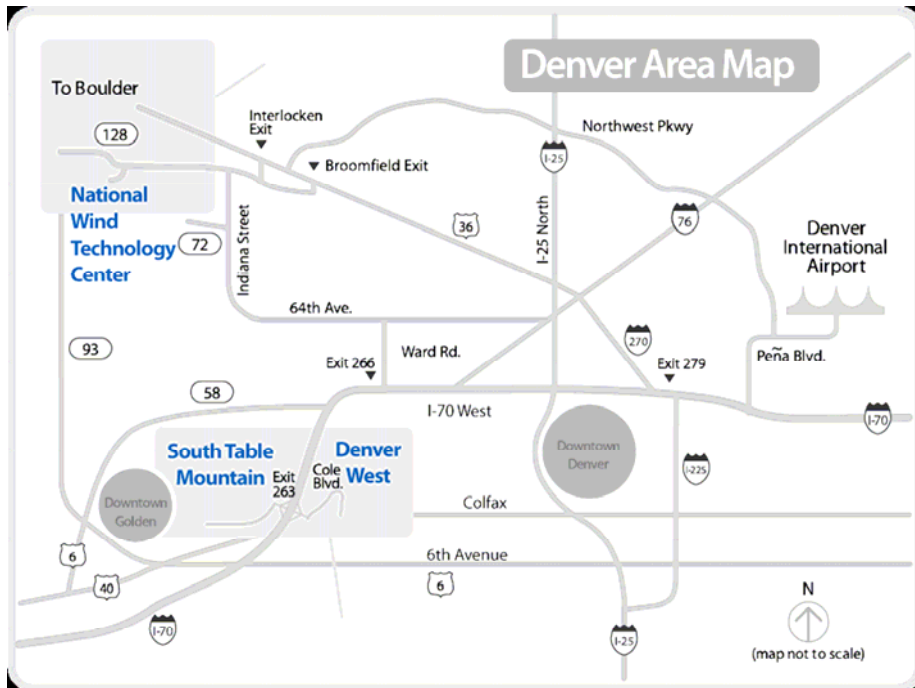 Denver Area Map
To Boulder
128
Interlocken
Exit
Broomfield Exit
Northwest Pkwy
I-25
National
Wind
Technology
Center
72
Indiana Street
36
I-25 North
76
Denver
International
Airport
64th Ave.
93
Exit 266
Ward Rd.
270
Exit 279
Peña Blvd.
58
I-70 West
I-70
South Table
Mountain
Exit
263
Cole
Blvd.
Denver
West
Downtown
Denver
I-225
Downtown
Golden
Colfax
6
6th Avenue
40
6
I-70
I-25
N
(map not to scale)